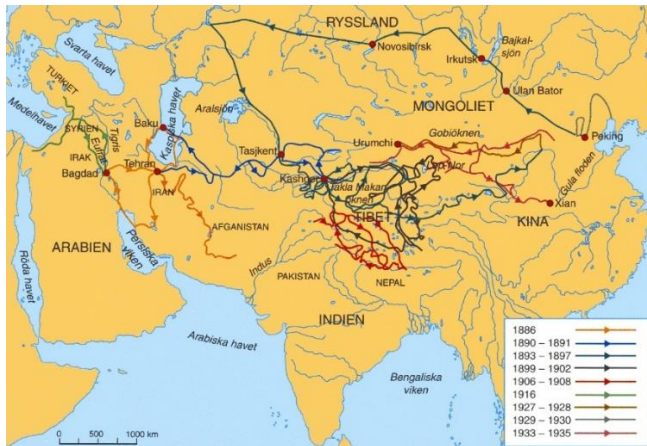 RYSSLAND
Svarta havet
Novosibirsk
Irkutsk
Bajkal-
sjön
Ulan Bator
TURKIET
Aralsjön
MONGOLIET
Medelhavet
Kaspiska havet
Baku
SYRIEN
Tigris
Eufrat
Tasjkent
Urumchi
Gobiöknen
Peking
IRAK
Bagdad
Tehran
IRAN
Kashgar
Lop Nor
Takla Makan
öknen
Gula floden
Xian
TIBET
KINA
AFGANISTAN
ARABIEN
Persiska
viken
Indus
PAKISTAN
NEPAL
Röda havet
INDIEN
Arabiska havet
Bengaliska
viken
1886
1890 – 1891
1893 – 1897
1899 – 1902
1906 – 1908
1916
1927 – 1928
1929 – 1930
1933 – 1935
0 500 1000 km